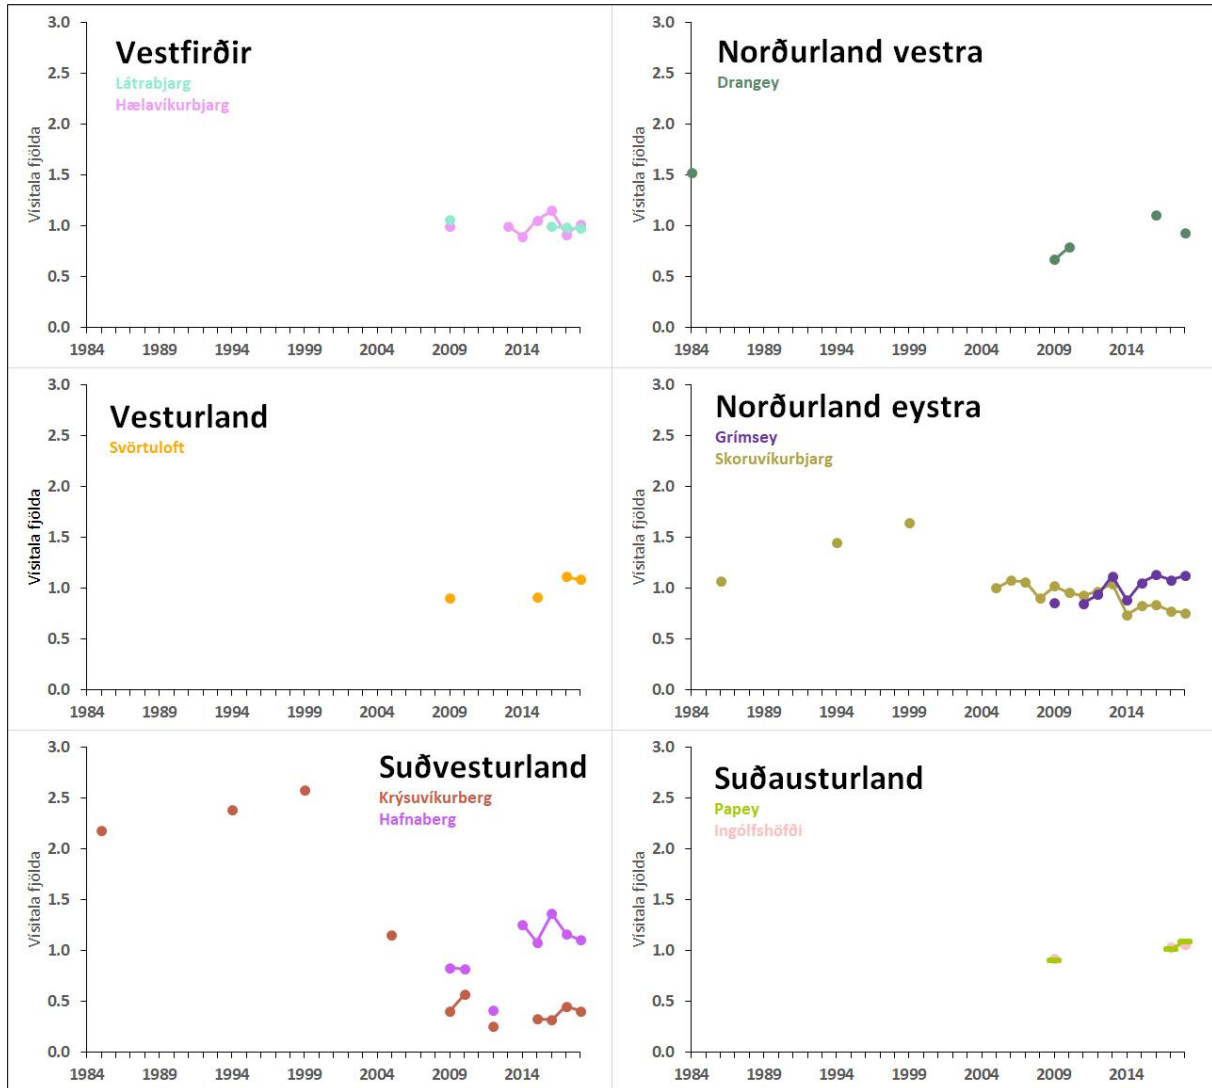 Vestfirðir
Látrabjarg
Hælavíkurbjarg
Vísitala fjölda
3.0
2.5
2.0
1.5
1.0
0.5
0.0
1984 1989 1994 1999 2004 2009 2014
Norðurland vestra
Drangey
Vísitala fjölda
3.0
2.5
2.0
1.5
1.0
0.5
0.0
1984 1989 1994 1999 2004 2009 2014
Vesturland
Svörtuloft
Vísitala fjölda
3.0
2.5
2.0
1.5
1.0
0.5
0.0
1984 1989 1994 1999 2004 2009 2014
Norðurland eystra
Grímsey
Skoruvíkurbjarg
Vísitala fjölda
3.0
2.5
2.0
1.5
1.0
0.5
0.0
1984 1989 1994 1999 2004 2009 2014
Suðvesturland
Krýsuvíkurberg
Hafnaberg
Vísitala fjölda
3.0
2.5
2.0
1.5
1.0
0.5
0.0
1984 1989 1994 1999 2004 2009 2014
Suðausturland
Papey
Ingólfshöfði
Vísitala fjölda
3.0
2.5
2.0
1.5
1.0
0.5
0.0
1984 1989 1994 1999 2004 2009 2014